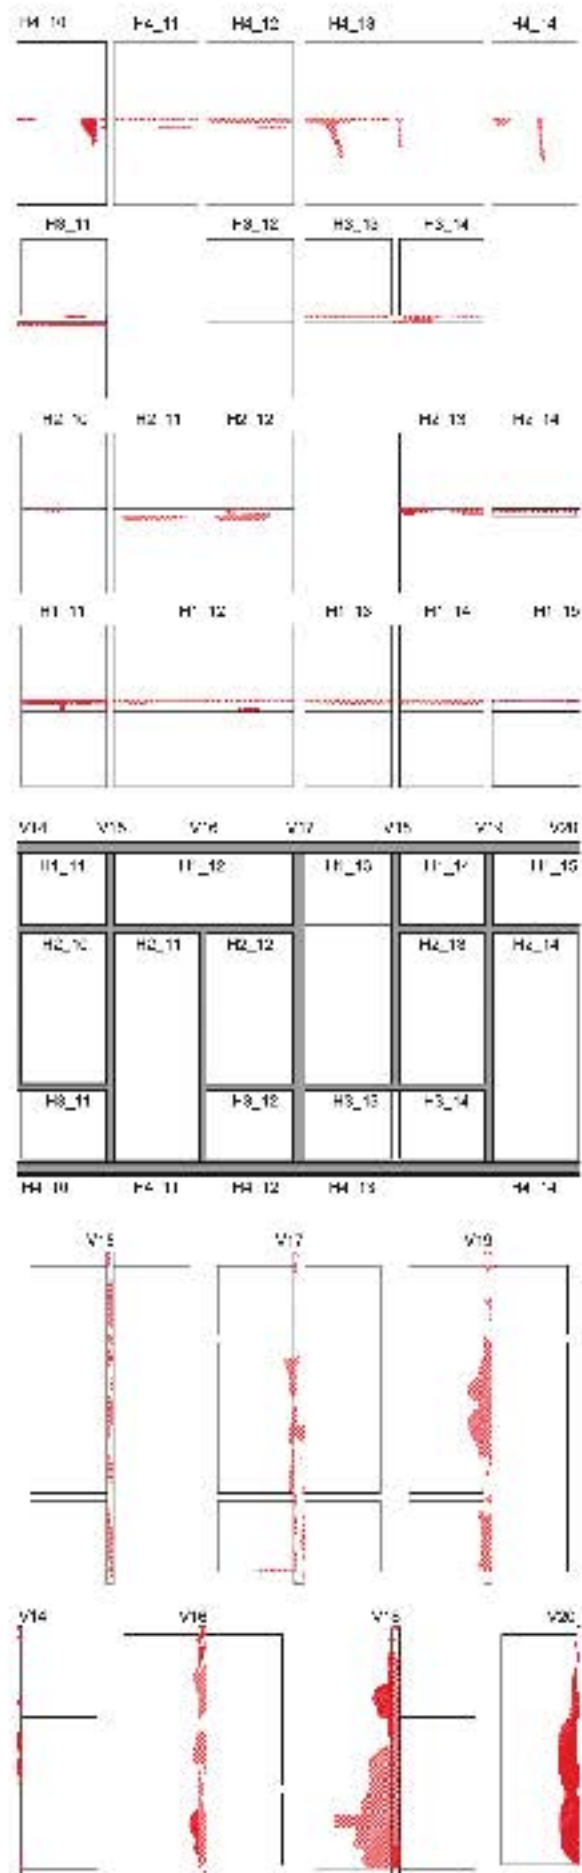 H4_10 H4_11 H4_12 H4_13 H4_14
H3_11 H3_12 H3_13 H3_14
H2_10 H2_11 H2_12 H2_13 H2_14
H1_11 H1_12 H1_13 H1_14 H1_15
V14 V15 V16 V17 V18 V19 V20
H1_11 H1_12 H1_13 H1_14 H1_15
H2_10 H2_11 H2_12 H2_13 H2_14
H3_11 H3_12 H3_13 H3_14
H4_10 H4_11 H4_12 H4_13 H4_14
V15 V17 V19
V14 V16 V18 V20